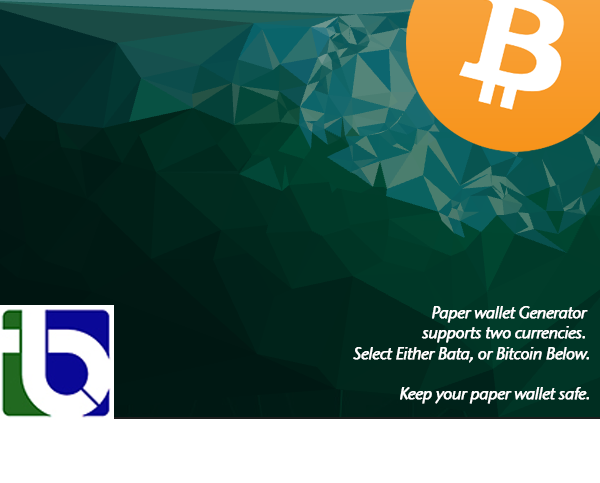 Paper wallet Generator
supports two currencies.
Select Either Bata, or Bitcoin Below.
Keep your paper wallet safe.